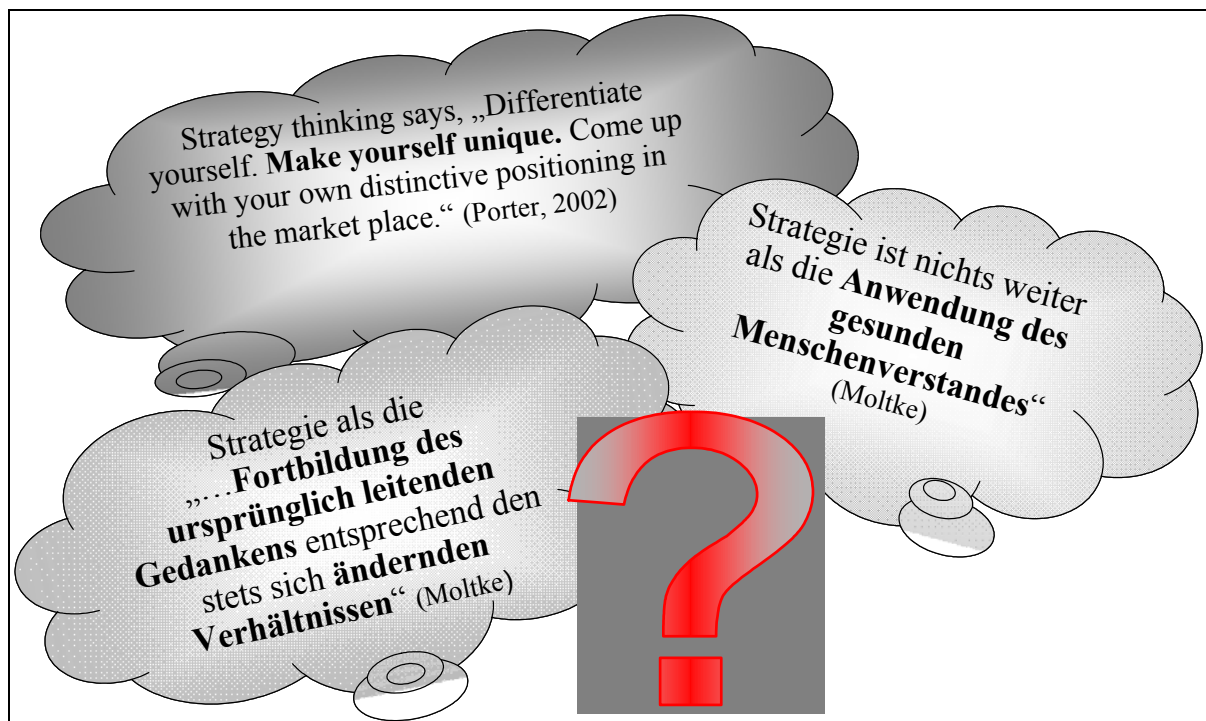 Strategy thinking says, „Differentiate
yourself. Make yourself unique. Come up
with your own distinctive positioning in
the market place.“ (Porter, 2002)
Strategie ist nichts weiter
als die Anwendung des
gesunden
Menschenverstandes“
(Moltke)
Strategie als die
„…Fortbildung des
ursprünglich leitenden
Gedankens entsprechend den
stets sich ändernden
Verhältnissen“ (Moltke)
?